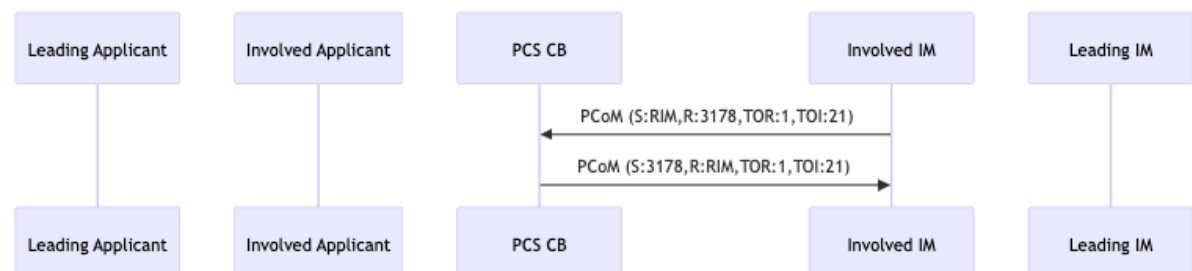 Leading Applicant
Involved Applicant
PCS CB
Involved IM
Leading IM
PCoM (S:RIM,R:3178,TOR:1,TOI:21)
PCoM (S:3178,R:RIM,TOR:1,TOI:21)
Leading Applicant
Involved Applicant
PCS CB
Involved IM
Leading IM